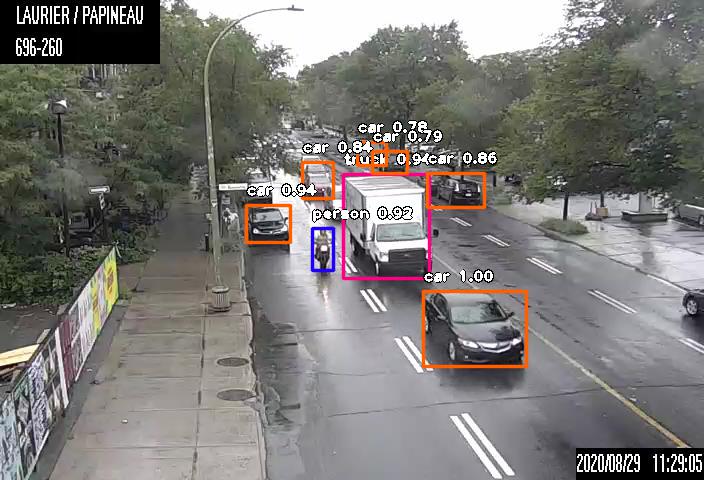 LAURIER / PAPINEAU
696-260
car 0.78
car 0.79
car 0.84
truck 0.94
car 0.86
car 0.94
person 0.92
car 1.00
2020/08/29 11:29:05